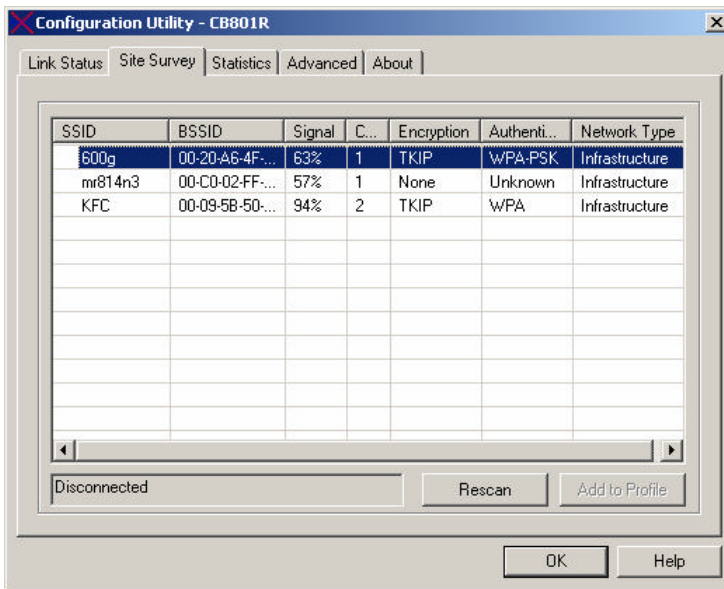 Configuration Utility - CB801R
Link Status Site Survey Statistics Advanced About
SSID BSSID Signal C... Encryption Authenti... Network Type
600g 00-20-A6-4F-... 63% 1 TKIP WPA-PSK Infrastructure
mr814n3 00-C0-02-FF-... 57% 1 None Unknown Infrastructure
KFC 00-09-5B-50-... 94% 2 TKIP WPA Infrastructure
Disconnected Rescan Add to Profile
OK Help